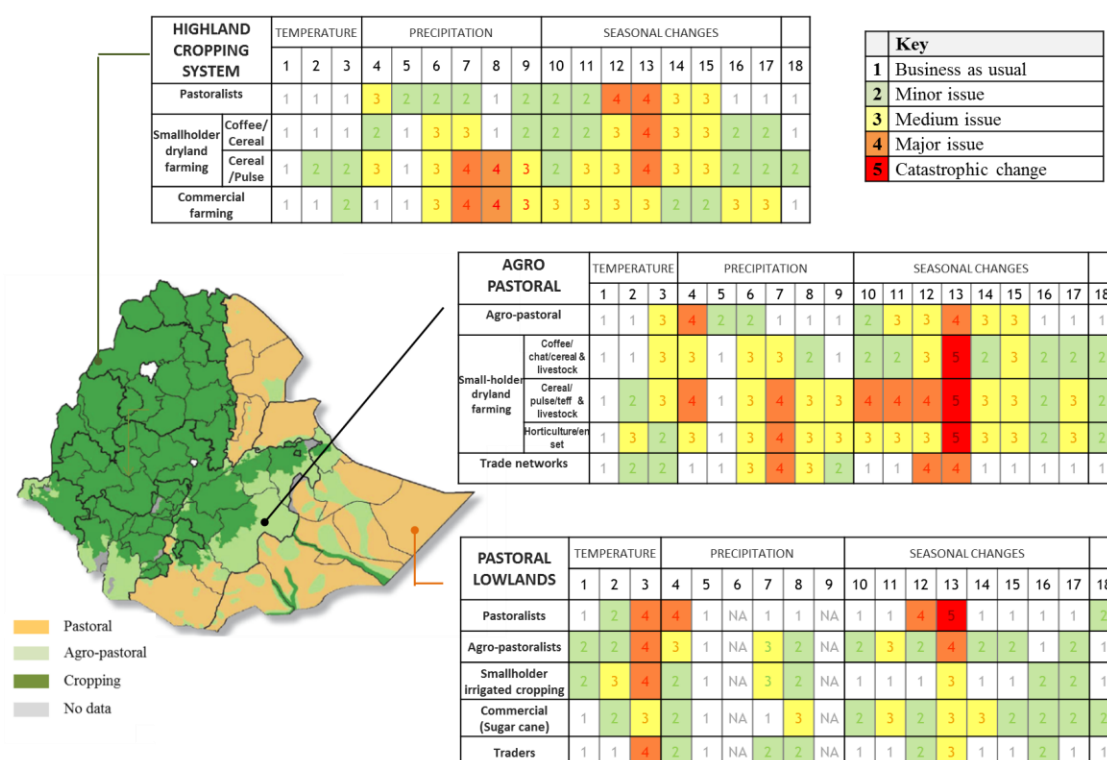 HIGHLAND CROPPING SYSTEM TEMPERATURE PRECIPITATION SEASONAL CHANGES
1 2 3 4 5 6 7 8 9 10 11 12 13 14 15 16 17 18
Pastoralists 1 1 1 3 2 2 2 1 2 2 2 4 4 3 3 1 1 1
Smallholder dryland farming Coffee/ Cereal 1 1 1 2 1 3 3 1 2 2 3 3 4 3 3 2 2 1
Cereal /Pulse 1 2 2 3 1 3 4 4 3 2 3 3 4 3 3 2 2 2
Commercial farming 1 1 2 1 1 3 4 4 3 3 3 3 3 2 2 3 3 1
Key
1 Business as usual
2 Minor issue
3 Medium issue
4 Major issue
5 Catastrophic change
AGRO PASTORAL TEMPERATURE PRECIPITATION SEASONAL CHANGES
1 2 3 4 5 6 7 8 9 10 11 12 13 14 15 16 17 18
Agro-pastoral 1 1 3 4 2 2 1 1 1 2 3 3 4 3 3 1 1 1
Small-holder dryland farming Coffee/ chat/cereal & livestock 1 1 3 3 1 3 3 2 1 2 2 3 5 2 3 2 2 2
Cereal/ pulse/teff & livestock 1 2 3 4 1 3 4 3 3 4 4 4 5 3 3 2 3 2
Horticulture/en set 1 3 2 3 1 3 4 3 3 3 3 3 5 3 3 2 3 2
Trade networks 1 2 2 1 1 3 4 3 2 1 1 4 4 1 1 1 1 1
PASTORAL LOWLANDS TEMPERATURE PRECIPITATION SEASONAL CHANGES
1 2 3 4 5 6 7 8 9 10 11 12 13 14 15 16 17 18
Pastoralists 1 2 4 4 1 NA 1 1 NA 1 1 4 5 1 1 1 1 2
Agro-pastoralists 2 2 4 3 1 NA 3 2 NA 2 3 2 4 2 2 1 2 1
Smallholder irrigated cropping 2 3 4 2 1 NA 3 2 NA 1 1 1 3 1 1 2 2 1
Commercial (Sugar cane) 1 2 3 2 1 NA 1 3 NA 2 3 2 3 3 2 2 2 2
Traders 1 1 4 2 1 NA 2 2 NA 1 1 2 3 1 1 2 1 1
Pastoral
Agro-pastoral
Cropping
No data